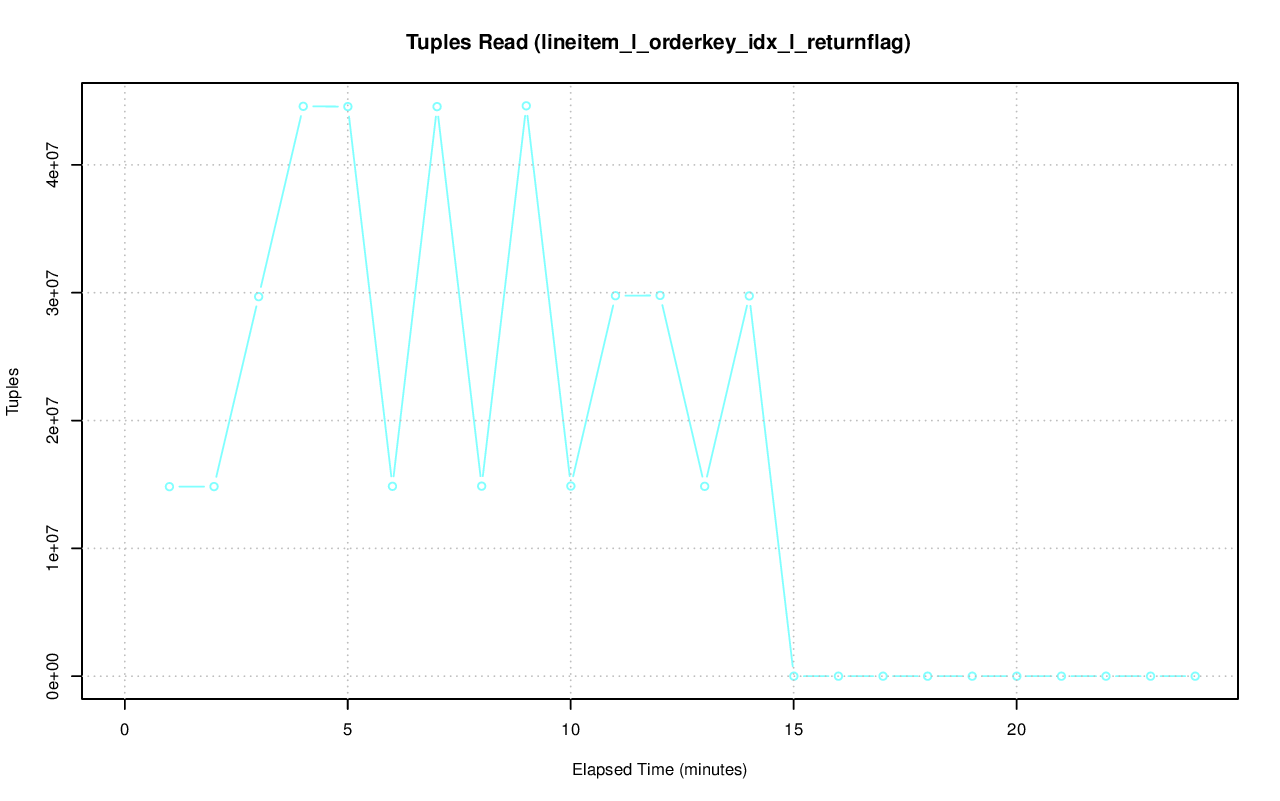 Tuples Read (lineitem_l_orderkey_idx_l_returnflag)
4e+07
3e+07
2e+07
1e+07
0e+00
Tuples
0 5 10 15 20
Elapsed Time (minutes)